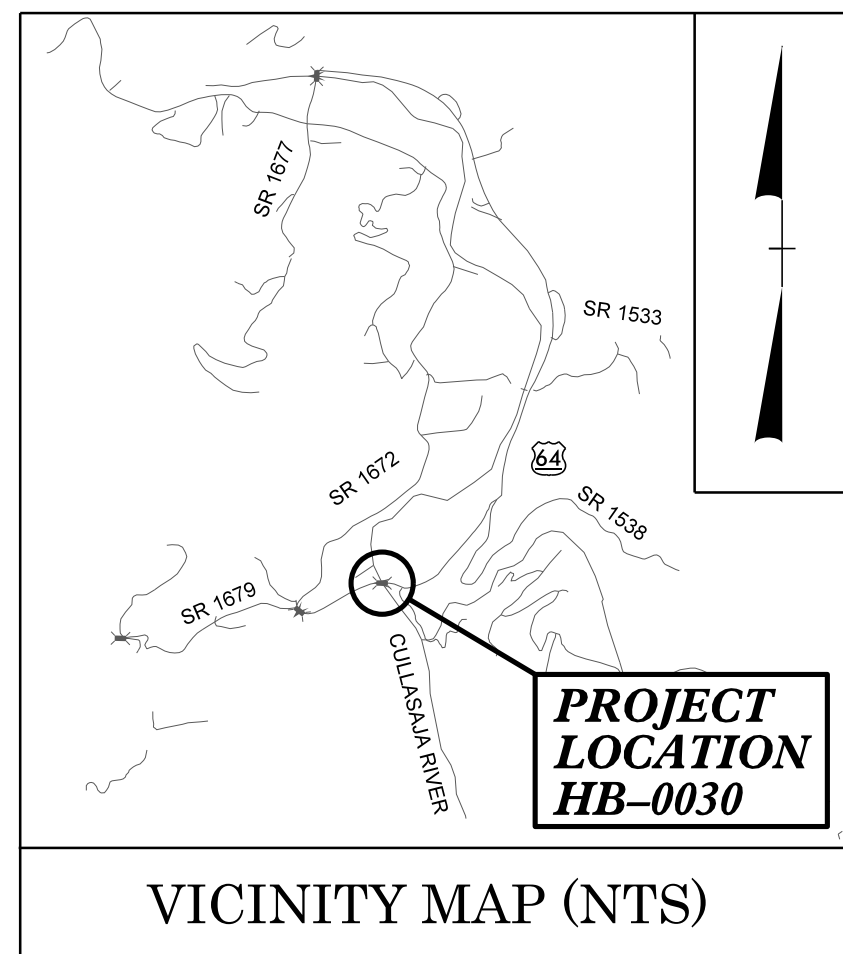 SR 1677
SR 1533
64
SR 1672
SR 1538
SR 1679
CULLASAJA RIVER
PROJECT
LOCATION
HB–0030
VICINITY MAP (NTS)